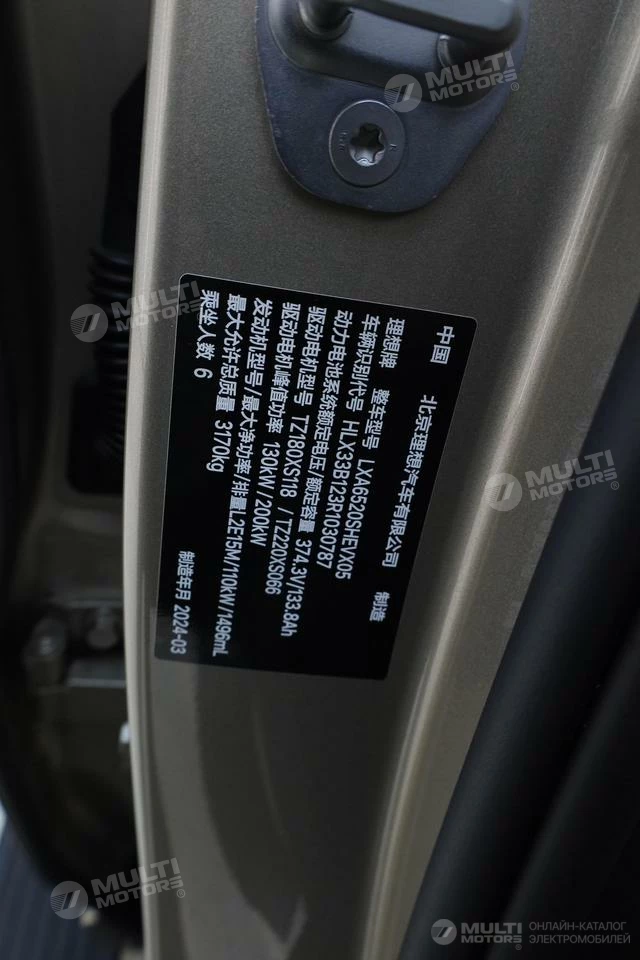 中国 北京理想汽车有限公司 制造
理想牌 整车型号 LXA6520SHEVX05
车辆识别代号 HLX33B123R1030787
动力电池系统额定电压/额定容量 374.3V/133.8Ah
驱动电机型号 TZ180XS118 / TZ220XS066
驱动电机峰值功率 130kW/200kW
发动机型号/最大净功率/排量 L2E15M/110kW/1496mL
最大允许总质量 3170kg
乘坐人数 6 制造年月 2024-03
MULTI
MOTORS
MULTI
MOTORS
MULTI
MOTORS
MULTI
MOTORS
MULTI
MOTORS
ОНЛАЙН-КАТАЛОГ
ЭЛЕКТРОМОБИЛЕЙ